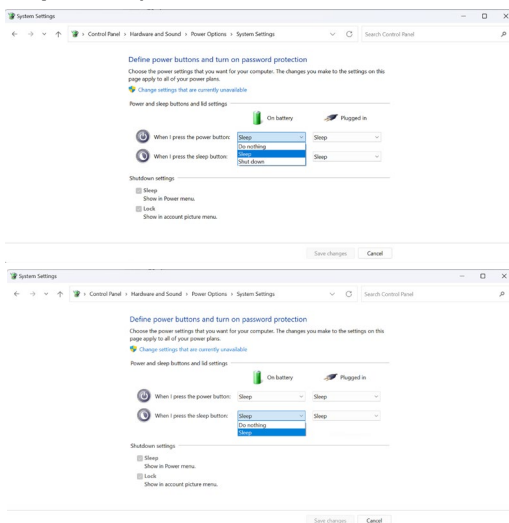 System Settings
Control Panel › Hardware and Sound › Power Options › System Settings
Search Control Panel
Define power buttons and turn on password protection
Choose the power settings that you want for your computer. The changes you make to the settings on this
page apply to all of your power plans.
Change settings that are currently unavailable
Power and sleep buttons and lid settings
On battery Plugged in
When I press the power button: Sleep Sleep
Do nothing
Sleep
Shut down
When I press the sleep button: Sleep
Shutdown settings
Sleep
Show in Power menu.
Lock
Show in account picture menu.
Save changes Cancel
System Settings
Control Panel › Hardware and Sound › Power Options › System Settings
Search Control Panel
Define power buttons and turn on password protection
Choose the power settings that you want for your computer. The changes you make to the settings on this
page apply to all of your power plans.
Change settings that are currently unavailable
Power and sleep buttons and lid settings
On battery Plugged in
When I press the power button: Sleep Sleep
When I press the sleep button: Sleep Sleep
Do nothing
Sleep
Shutdown settings
Sleep
Show in Power menu.
Lock
Show in account picture menu.
Save changes Cancel